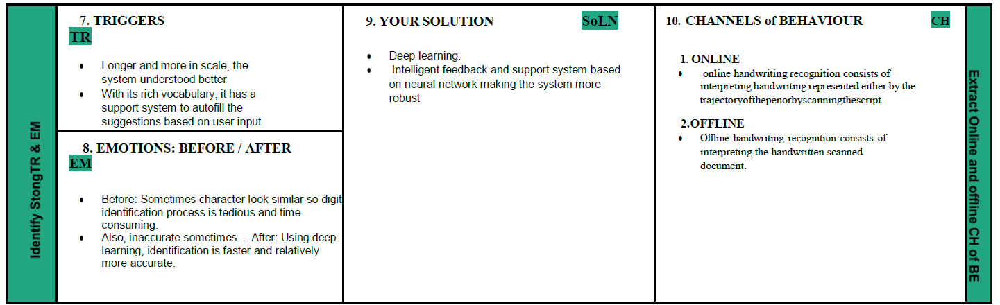 Identify StongTR & EM
7. TRIGGERS
TR
• Longer and more in scale, the
system understood better
• With its rich vocabulary, it has a
support system to autofill the
suggestions based on user input
8. EMOTIONS: BEFORE / AFTER
EM
• Before: Sometimes character look similar so digit
identification process is tedious and time
consuming.
• Also, inaccurate sometimes. . After: Using deep
learning, identification is faster and relatively
more accurate.
9. YOUR SOLUTION SoLN
• Deep learning.
• Intelligent feedback and support system based
on neural network making the system more
robust
10. CHANNELS of BEHAVIOUR CH
1. ONLINE
• online handwriting recognition consists of
interpreting handwriting represented either by the
trajectoryofthepenorbyscanningthescript
2.OFFLINE
• Offline handwriting recognition consists of
interpreting the handwritten scanned
document.
Extract Online and offline CH of BE